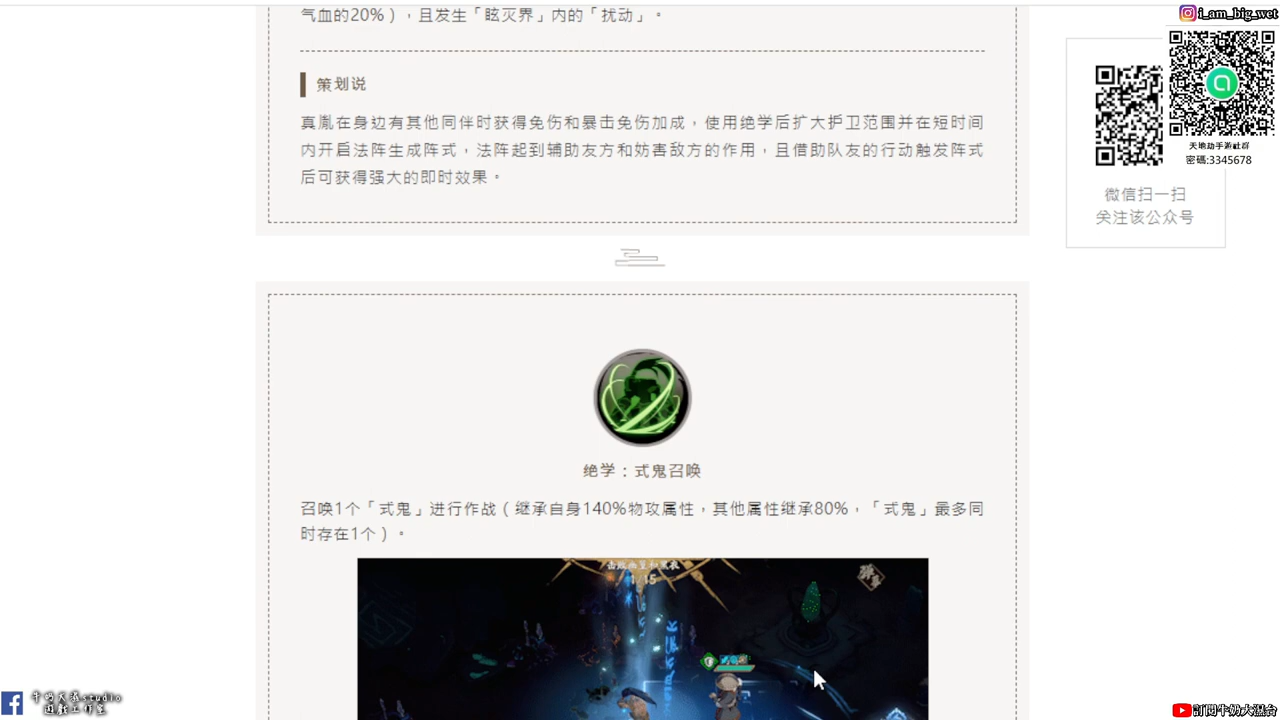 气血的20%），且发生「眩灭界」内的「扰动」。
策划说
真胤在身边有其他同伴时获得免伤和暴击免伤加成，使用绝学后扩大护卫范围并在短时间
内开启法阵生成阵式，法阵起到辅助友方和妨害敌方的作用，且借助队友的行动触发阵式
后可获得强大的即时效果。
绝学：式鬼召唤
召唤1个「式鬼」进行作战（继承自身140%物攻属性，其他属性继承80%，「式鬼」最多同
时存在1个）。
1/15
i_am_big_wet
天地劫手游社群
密碼:3345678
微信扫一扫
关注该公众号
牛奶大濕studio
遊戲工作室
訂閱牛奶大濕翁